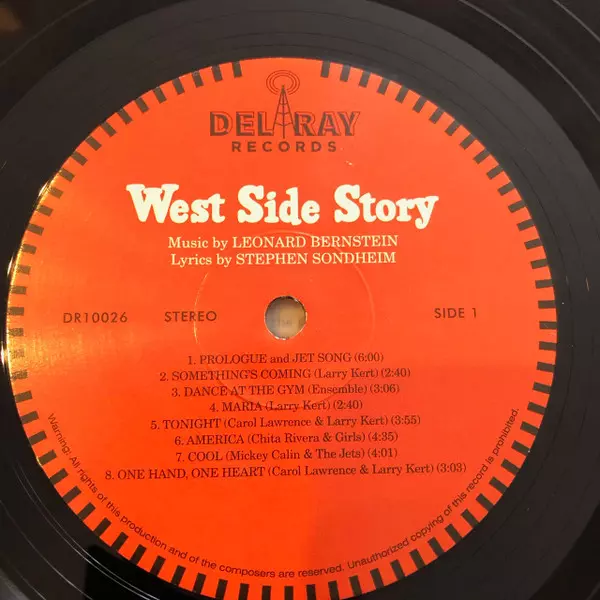 DEL RAY
RECORDS
West Side Story
Music by LEONARD BERNSTEIN
Lyrics by STEPHEN SONDHEIM
DR10026 STEREO SIDE 1
1. PROLOGUE and JET SONG (6:00)
2. SOMETHING'S COMING (Larry Kert) (2:40)
3. DANCE AT THE GYM (Ensemble) (3:06)
4. MARIA (Larry Kert) (2:40)
5. TONIGHT (Carol Lawrence & Larry Kert) (3:55)
6. AMERICA (Chita Rivera & Girls) (4:35)
7. COOL (Mickey Calin & The Jets) (4:01)
8. ONE HAND, ONE HEART (Carol Lawrence & Larry Kert) (3:03)
Warning: All rights of this production and of the composers are reserved. Unauthorized copying of this record is prohibited.